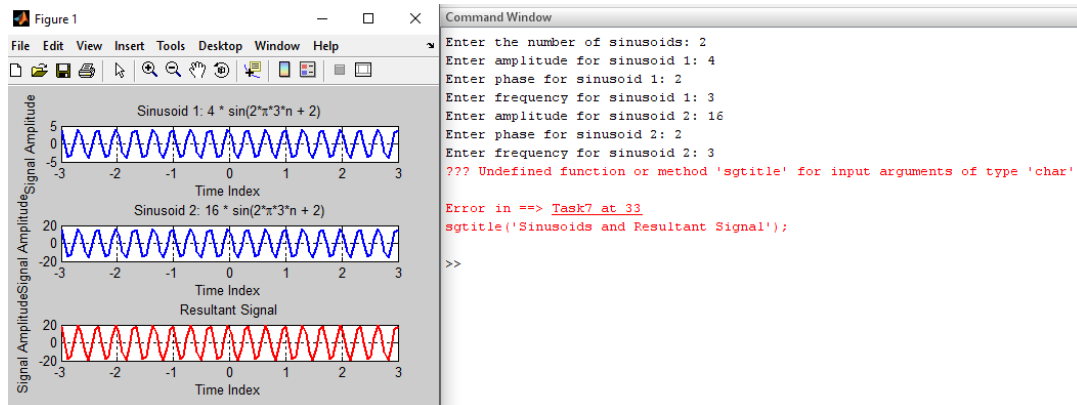 Figure 1
File Edit View Insert Tools Desktop Window Help
Sinusoid 1: 4 * sin(2*π*3*n + 2)
Signal Amplitude
5
0
-5
-3 -2 -1 0 1 2 3
Time Index
Sinusoid 2: 16 * sin(2*π*3*n + 2)
Signal Amplitude
20
0
-20
-3 -2 -1 0 1 2 3
Time Index
Resultant Signal
Signal Amplitude
20
0
-20
-3 -2 -1 0 1 2 3
Time Index
Command Window
Enter the number of sinusoids: 2
Enter amplitude for sinusoid 1: 4
Enter phase for sinusoid 1: 2
Enter frequency for sinusoid 1: 3
Enter amplitude for sinusoid 2: 16
Enter phase for sinusoid 2: 2
Enter frequency for sinusoid 2: 3
??? Undefined function or method 'sgtitle' for input arguments of type 'char'
Error in ==> Task7 at 33
sgtitle('Sinusoids and Resultant Signal');
>>